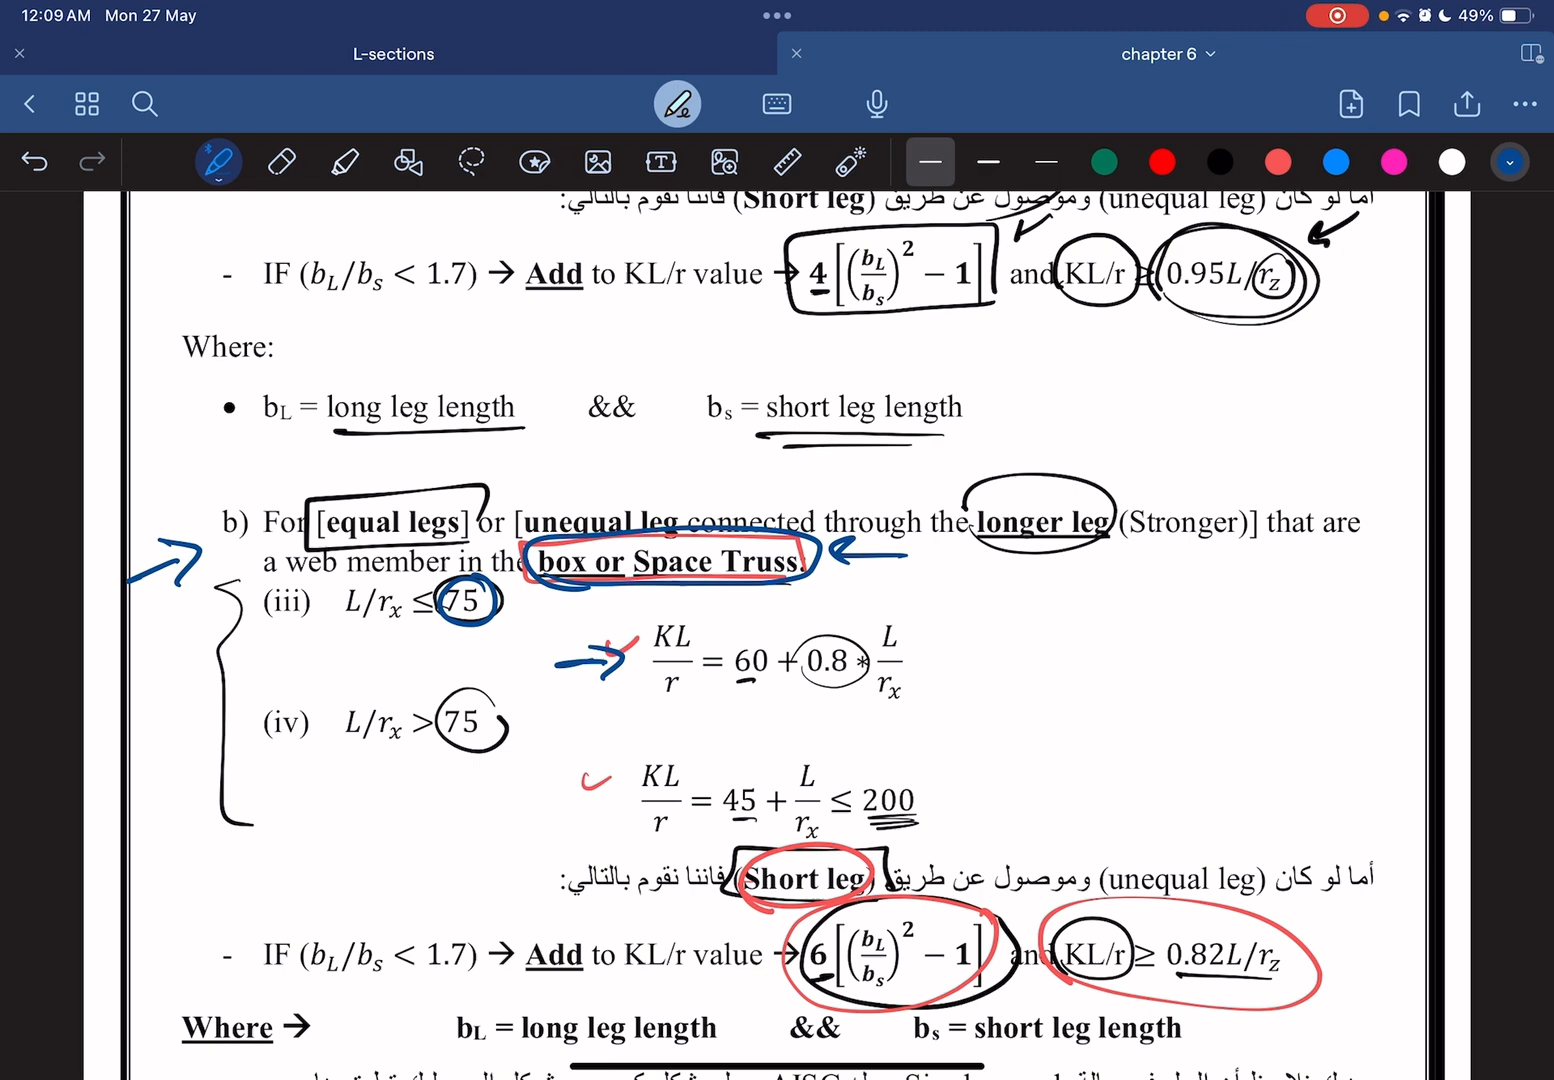 12:09 AM Mon 27 May
49%
L-sections
chapter 6
أما لو كان (unequal leg) وموصول عن طريق (Short leg) فاننا نقوم بالتالي:
- IF (b_L/b_s < 1.7) → Add to KL/r value → 4[(b_L/b_s)² − 1] and KL/r ≥ 0.95L/r_z
Where:
• bL = long leg length && bs = short leg length
b) For [equal legs] or [unequal leg connected through the longer leg (Stronger)] that are
a web member in the box or Space Truss:
(iii) L/r_x ≤ 75
KL/r = 60 + 0.8 * L/r_x
(iv) L/r_x > 75
KL/r = 45 + L/r_x ≤ 200
أما لو كان (unequal leg) وموصول عن طريق (Short leg) فاننا نقوم بالتالي:
- IF (b_L/b_s < 1.7) → Add to KL/r value → 6[(b_L/b_s)² − 1] and KL/r ≥ 0.82L/r_z
Where → bL = long leg length && bs = short leg length